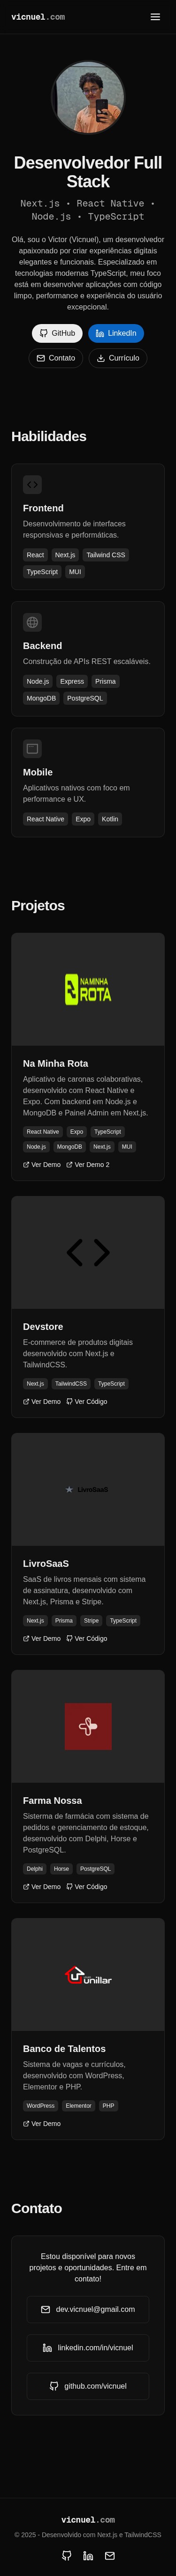 vicnuel.com
Desenvolvedor Full
Stack
Next.js • React Native •
Node.js • TypeScript
Olá, sou o Victor (Vicnuel), um desenvolvedor
apaixonado por criar experiências digitais
elegantes e funcionais. Especializado em
tecnologias modernas TypeScript, meu foco
está em desenvolver aplicações com código
limpo, performance e experiência do usuário
excepcional.
GitHub
LinkedIn
Contato
Currículo
Habilidades
Frontend
Desenvolvimento de interfaces
responsivas e performáticas.
React Next.js Tailwind CSS
TypeScript MUI
Backend
Construção de APIs REST escaláveis.
Node.js Express Prisma
MongoDB PostgreSQL
Mobile
Aplicativos nativos com foco em
performance e UX.
React Native Expo Kotlin
Projetos
NA MINHA
ROTA
Na Minha Rota
Aplicativo de caronas colaborativas,
desenvolvido com React Native e
Expo. Com backend em Node.js e
MongoDB e Painel Admin em Next.js.
React Native Expo TypeScript
Node.js MongoDB Next.js MUI
Ver Demo Ver Demo 2
Devstore
E-commerce de produtos digitais
desenvolvido com Next.js e
TailwindCSS.
Next.js TailwindCSS TypeScript
Ver Demo Ver Código
LivroSaaS
LivroSaaS
SaaS de livros mensais com sistema
de assinatura, desenvolvido com
Next.js, Prisma e Stripe.
Next.js Prisma Stripe TypeScript
Ver Demo Ver Código
Farma Nossa
Sisterma de farmácia com sistema de
pedidos e gerenciamento de estoque,
desenvolvido com Delphi, Horse e
PostgreSQL.
Delphi Horse PostgreSQL
Ver Demo Ver Código
unillar
Banco de Talentos
Sistema de vagas e currículos,
desenvolvido com WordPress,
Elementor e PHP.
WordPress Elementor PHP
Ver Demo
Contato
Estou disponível para novos
projetos e oportunidades. Entre em
contato!
dev.vicnuel@gmail.com
linkedin.com/in/vicnuel
github.com/vicnuel
vicnuel.com
© 2025 - Desenvolvido com Next.js e TailwindCSS